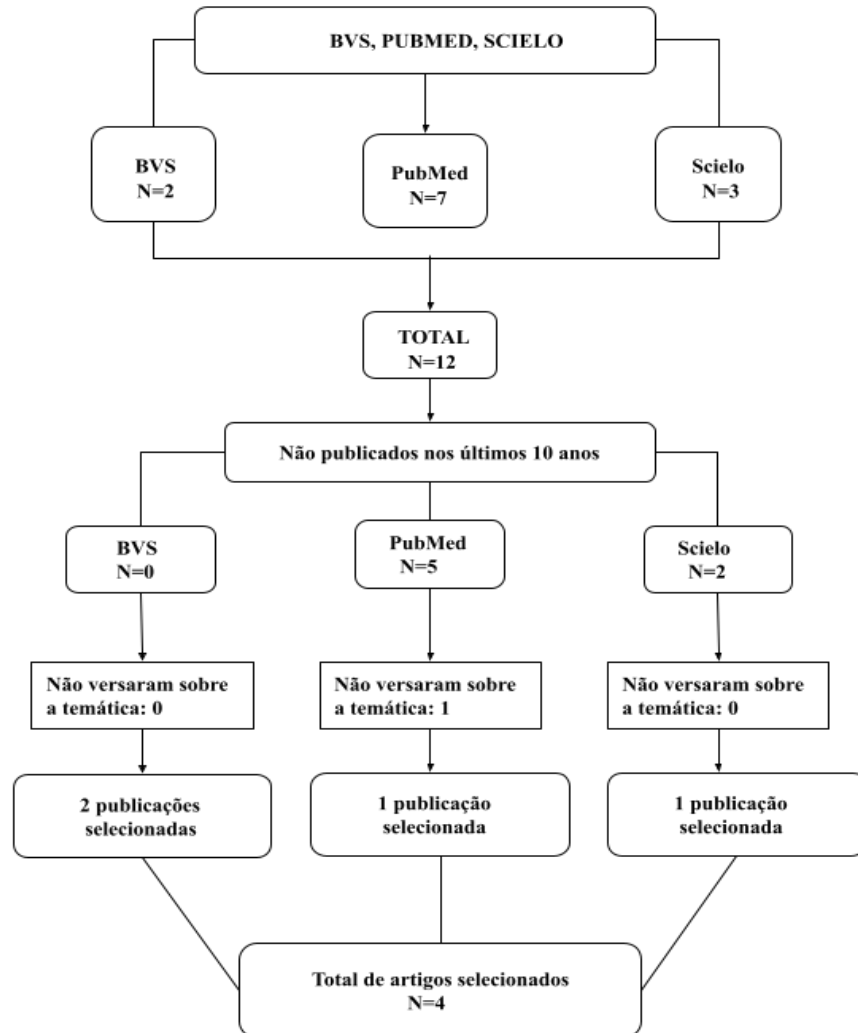 BVS, PUBMED, SCIELO
BVS
N=2
PubMed
N=7
Scielo
N=3
TOTAL
N=12
Não publicados nos últimos 10 anos
BVS
N=0
PubMed
N=5
Scielo
N=2
Não versaram sobre
a temática: 0
Não versaram sobre
a temática: 1
Não versaram sobre
a temática: 0
2 publicações
selecionadas
1 publicação
selecionada
1 publicação
selecionada
Total de artigos selecionados
N=4